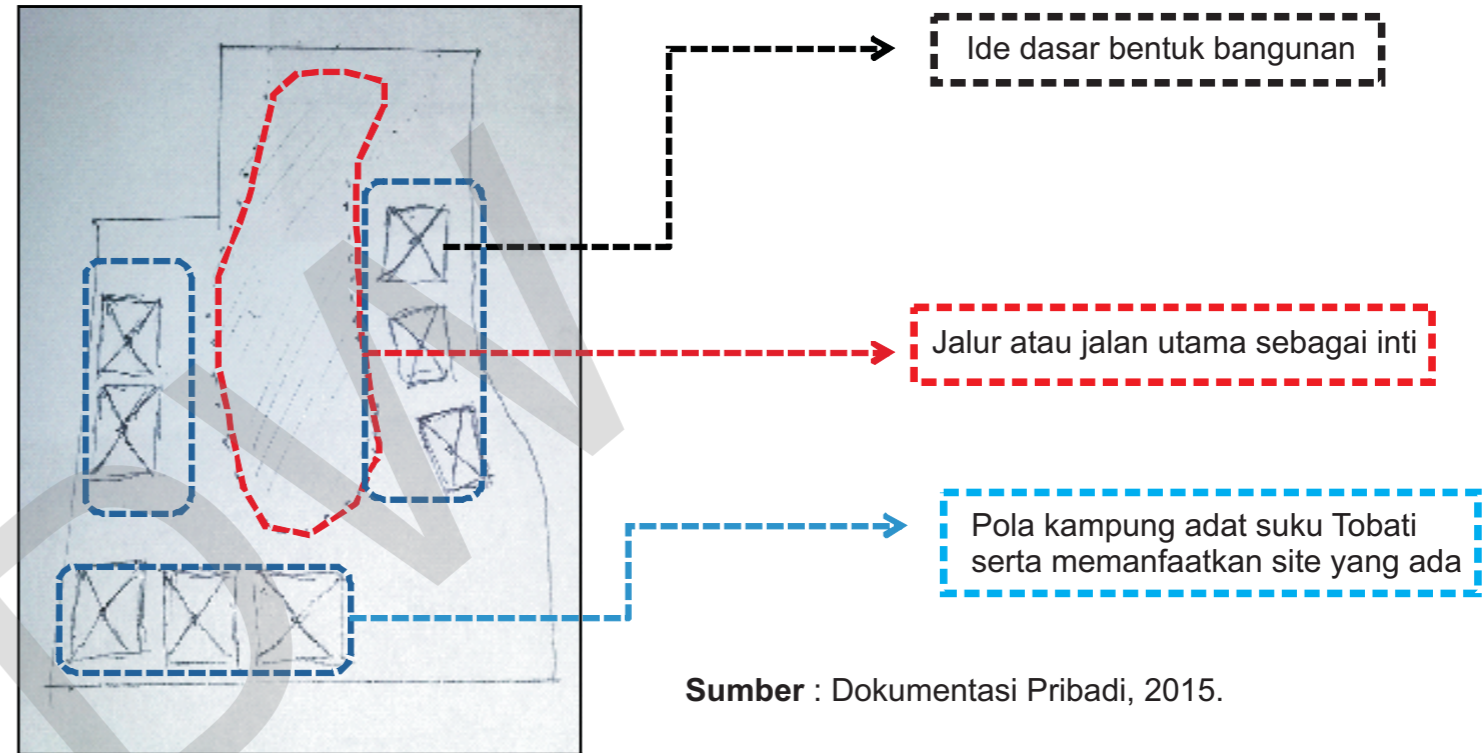 Ide dasar bentuk bangunan
Jalur atau jalan utama sebagai inti
Pola kampung adat suku Tobati
serta memanfaatkan site yang ada
Sumber : Dokumentasi Pribadi, 2015.
DW